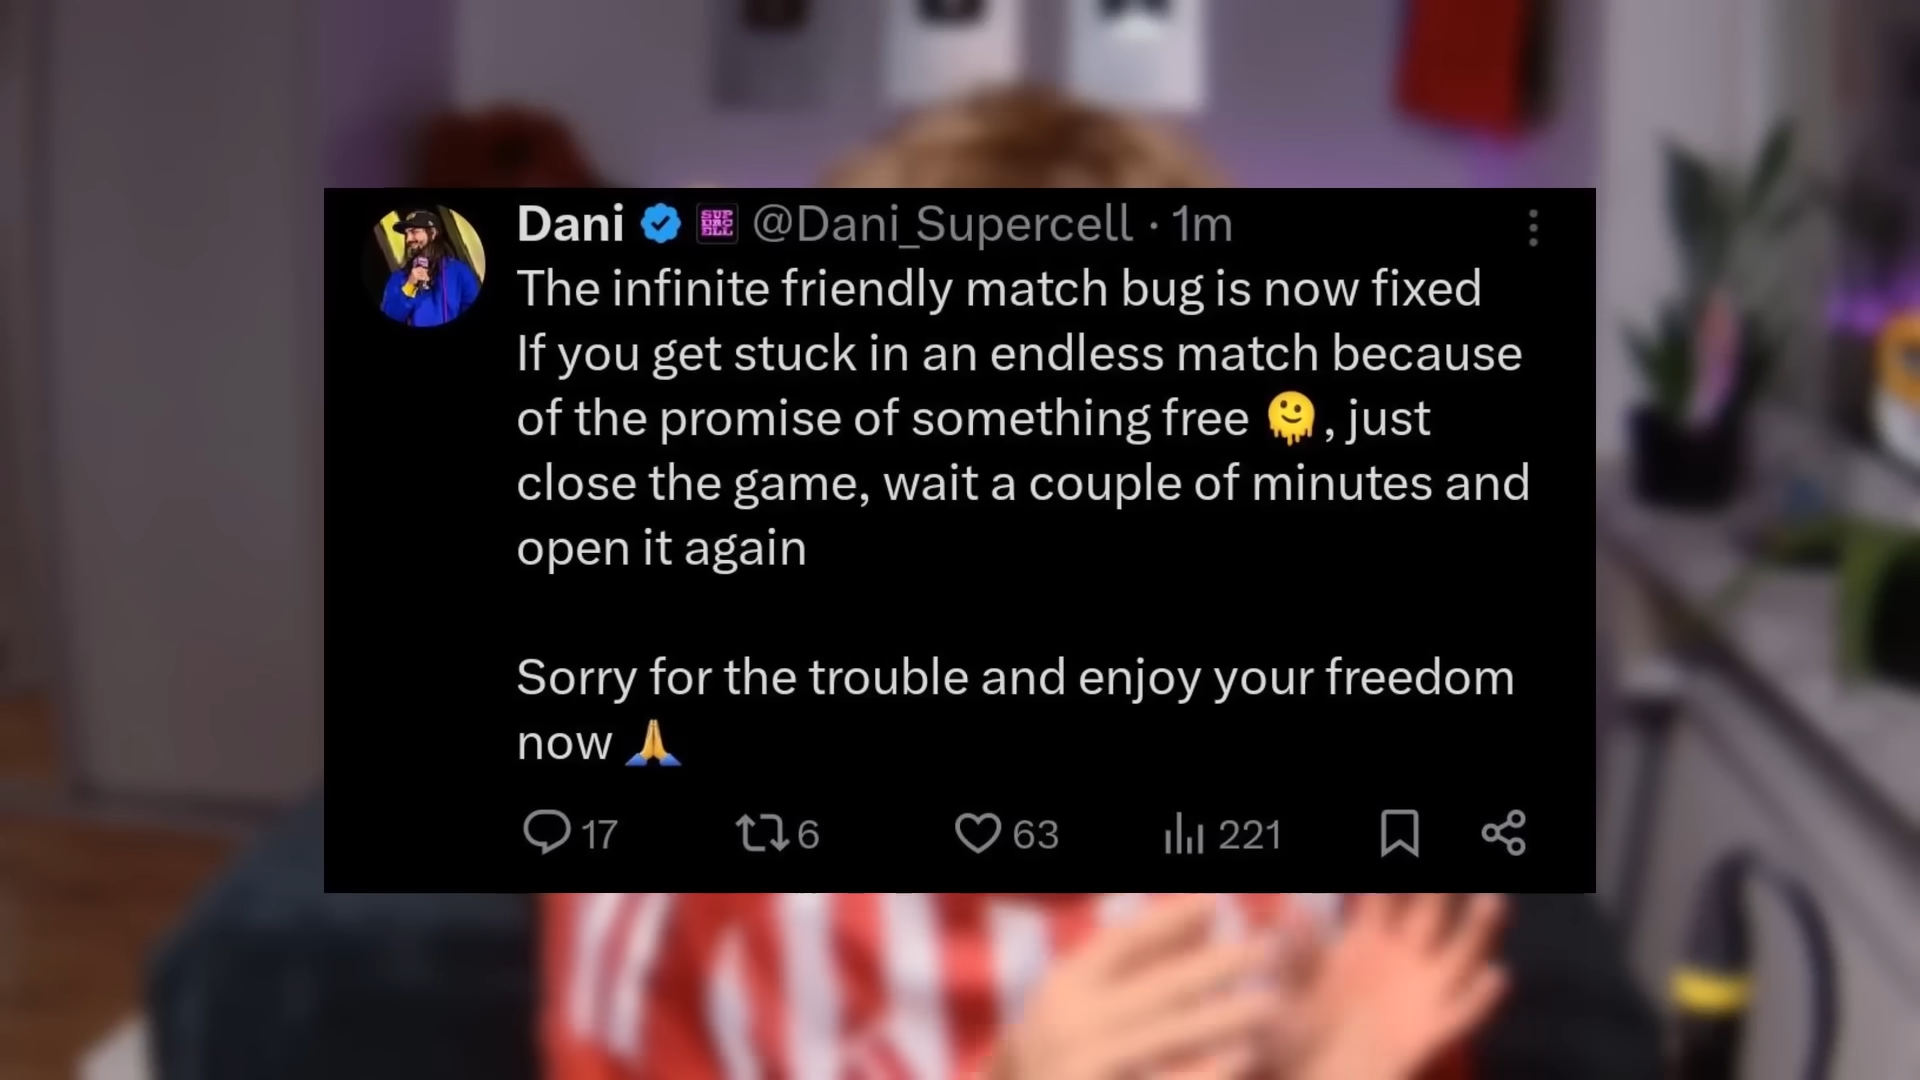 Dani SUPERCELL @Dani_Supercell · 1m
The infinite friendly match bug is now fixed
If you get stuck in an endless match because
of the promise of something free 🫠, just
close the game, wait a couple of minutes and
open it again
Sorry for the trouble and enjoy your freedom
now 🙏
17 6 63 221